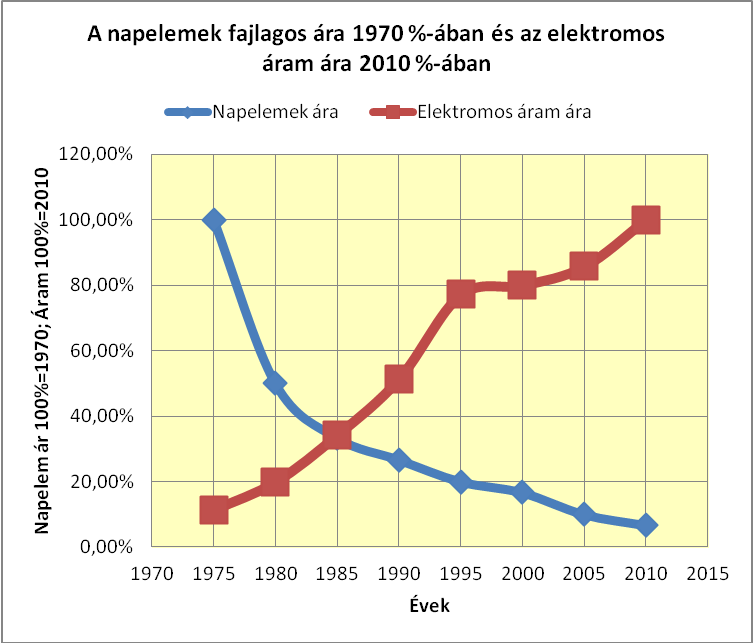 A napelemek fajlagos ára 1970 %-ában és az elektromos
áram ára 2010 %-ában
Napelemek ára
Elektromos áram ára
Napelem ár 100%=1970; Áram 100%=2010
120,00%
100,00%
80,00%
60,00%
40,00%
20,00%
0,00%
1970 1975 1980 1985 1990 1995 2000 2005 2010 2015
Évek